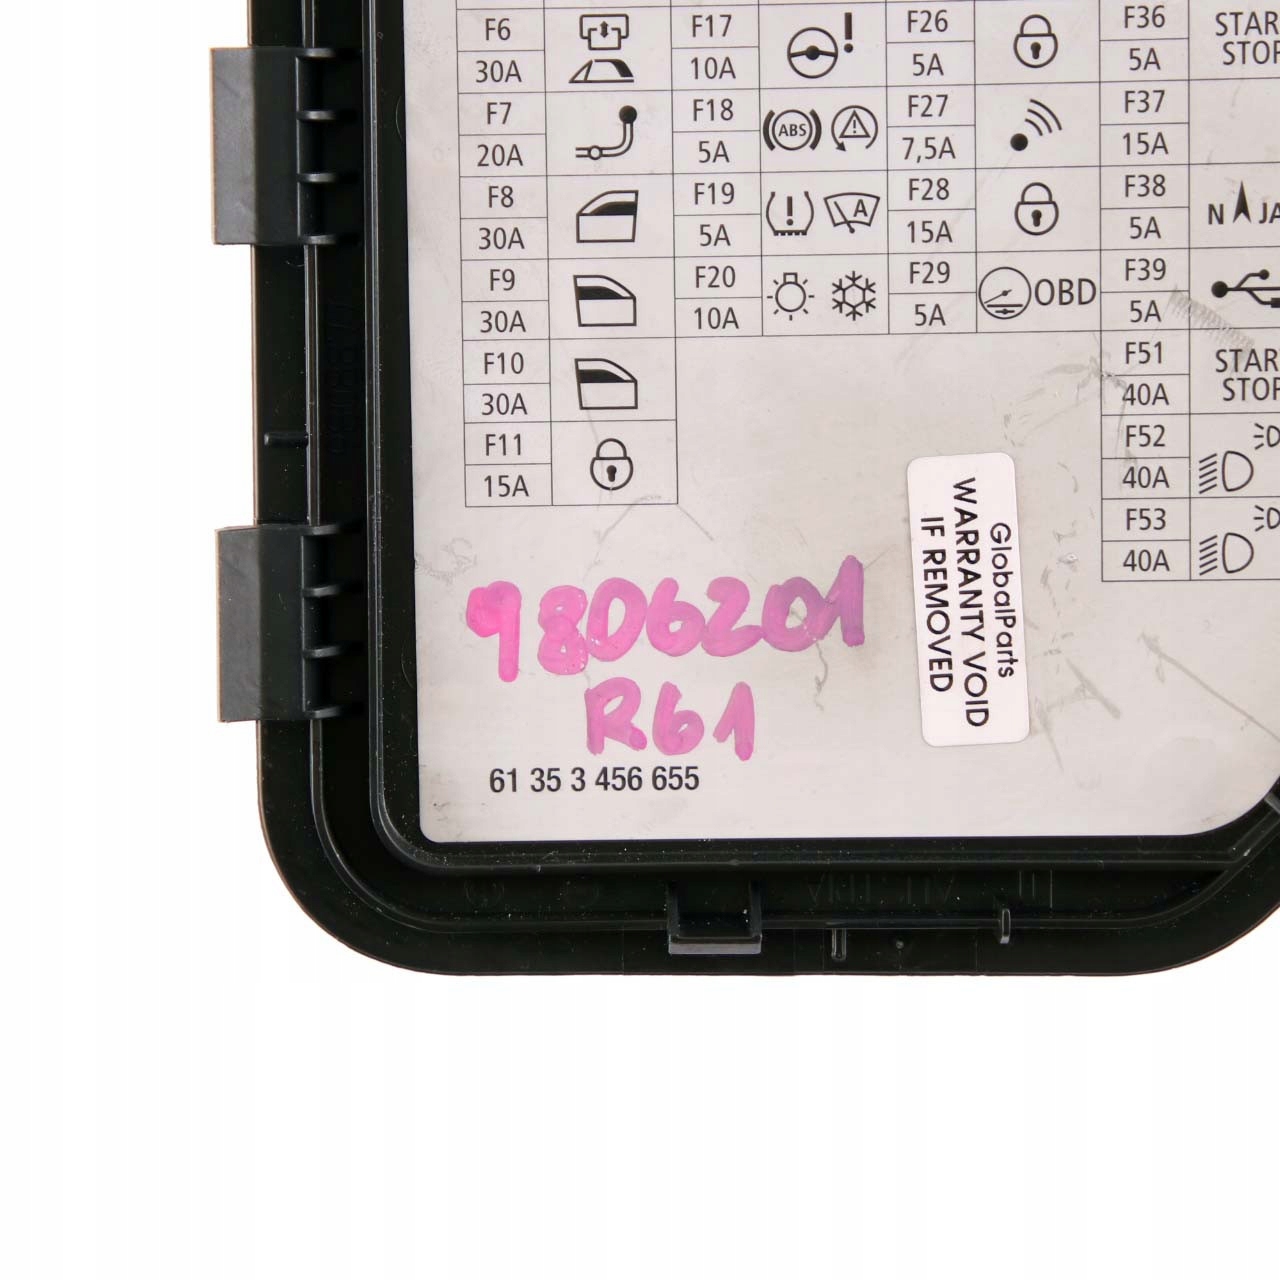 F6
30A
F7
20A
F8
30A
F9
30A
F10
30A
F11
15A
F17
10A
F18
5A
ABS
F19
5A
A
F20
10A
F26
5A
F27
7,5A
F28
15A
F29
5A
OBD
F36
5A
STAR
STOP
F37
15A
F38
5A
N JA
F39
5A
F51
40A
STAR
STOP
F52
40A
F53
40A
GlobalParts
WARRANTY VOID
IF REMOVED
9806201
R61
61 35 3 456 655